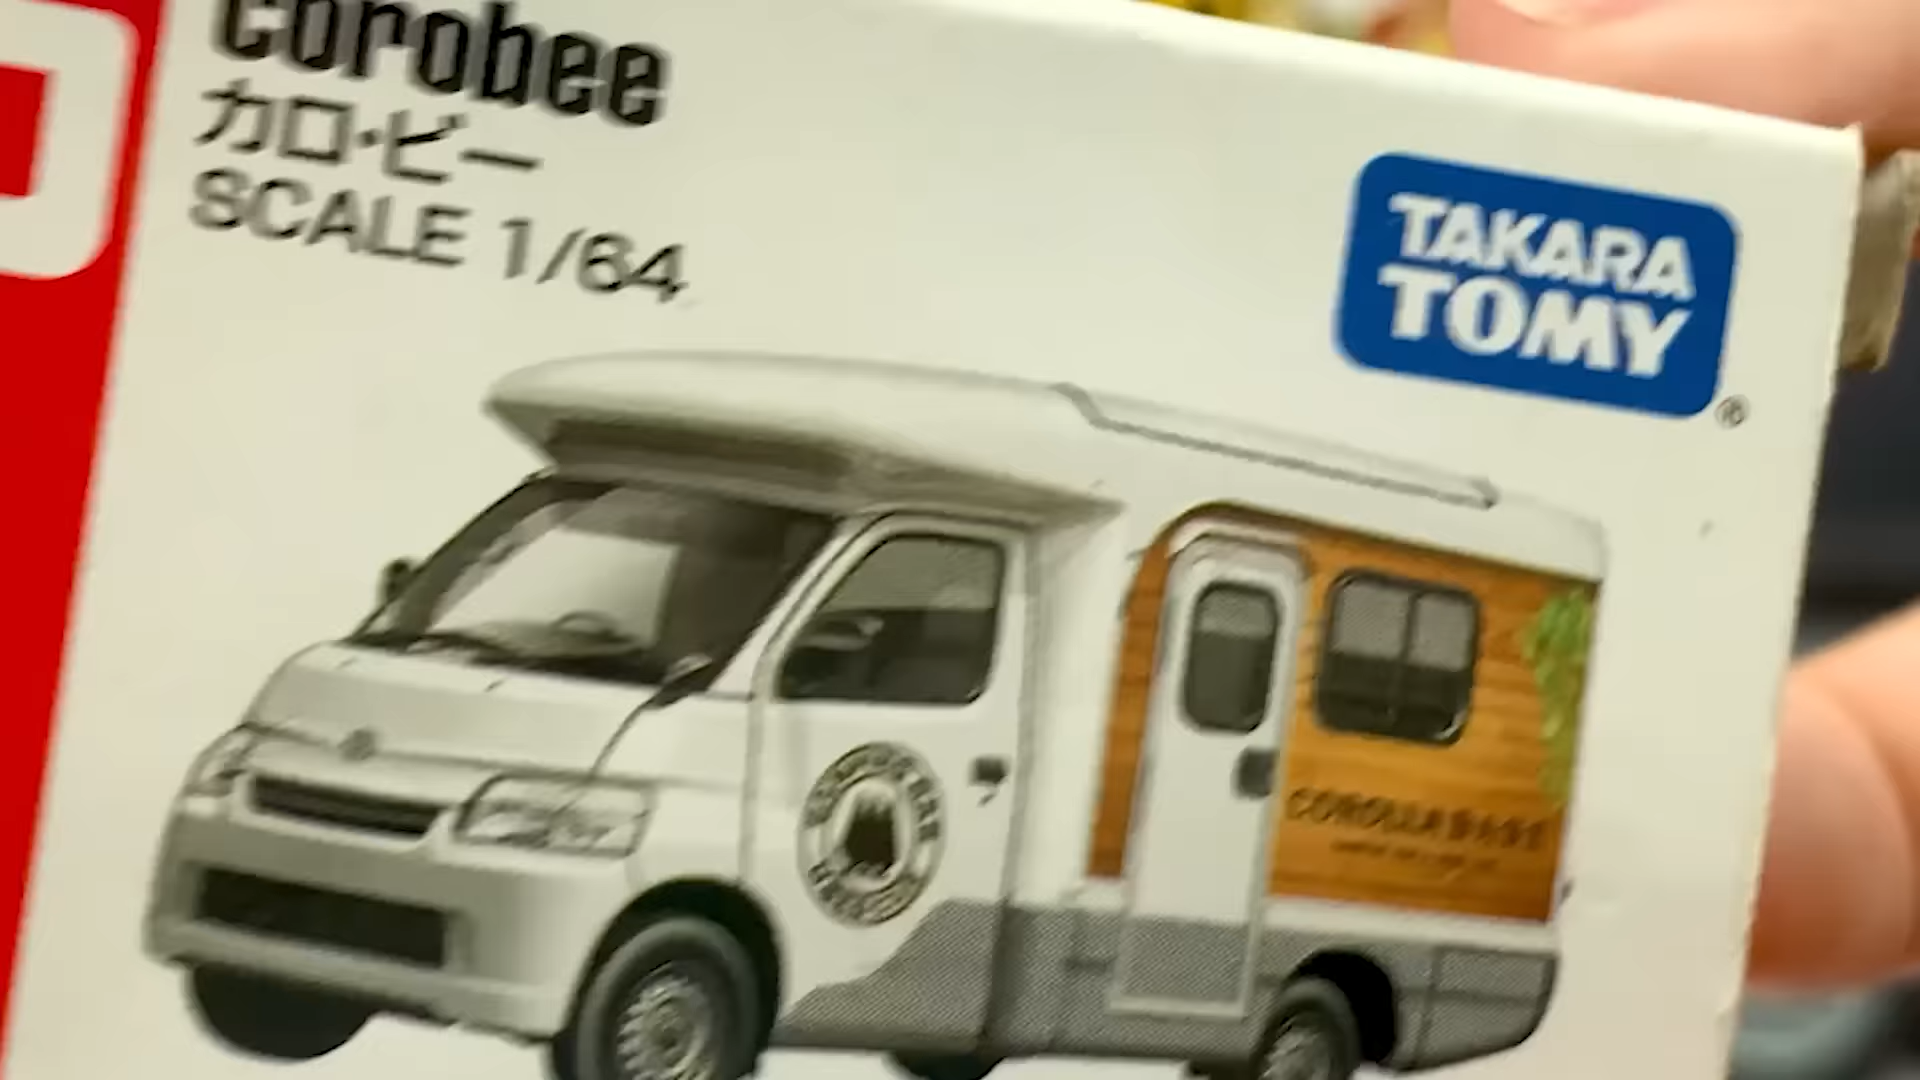 corobee
カロ・ビー
SCALE 1/64
TAKARA
TOMY
®
COROLLA BASE